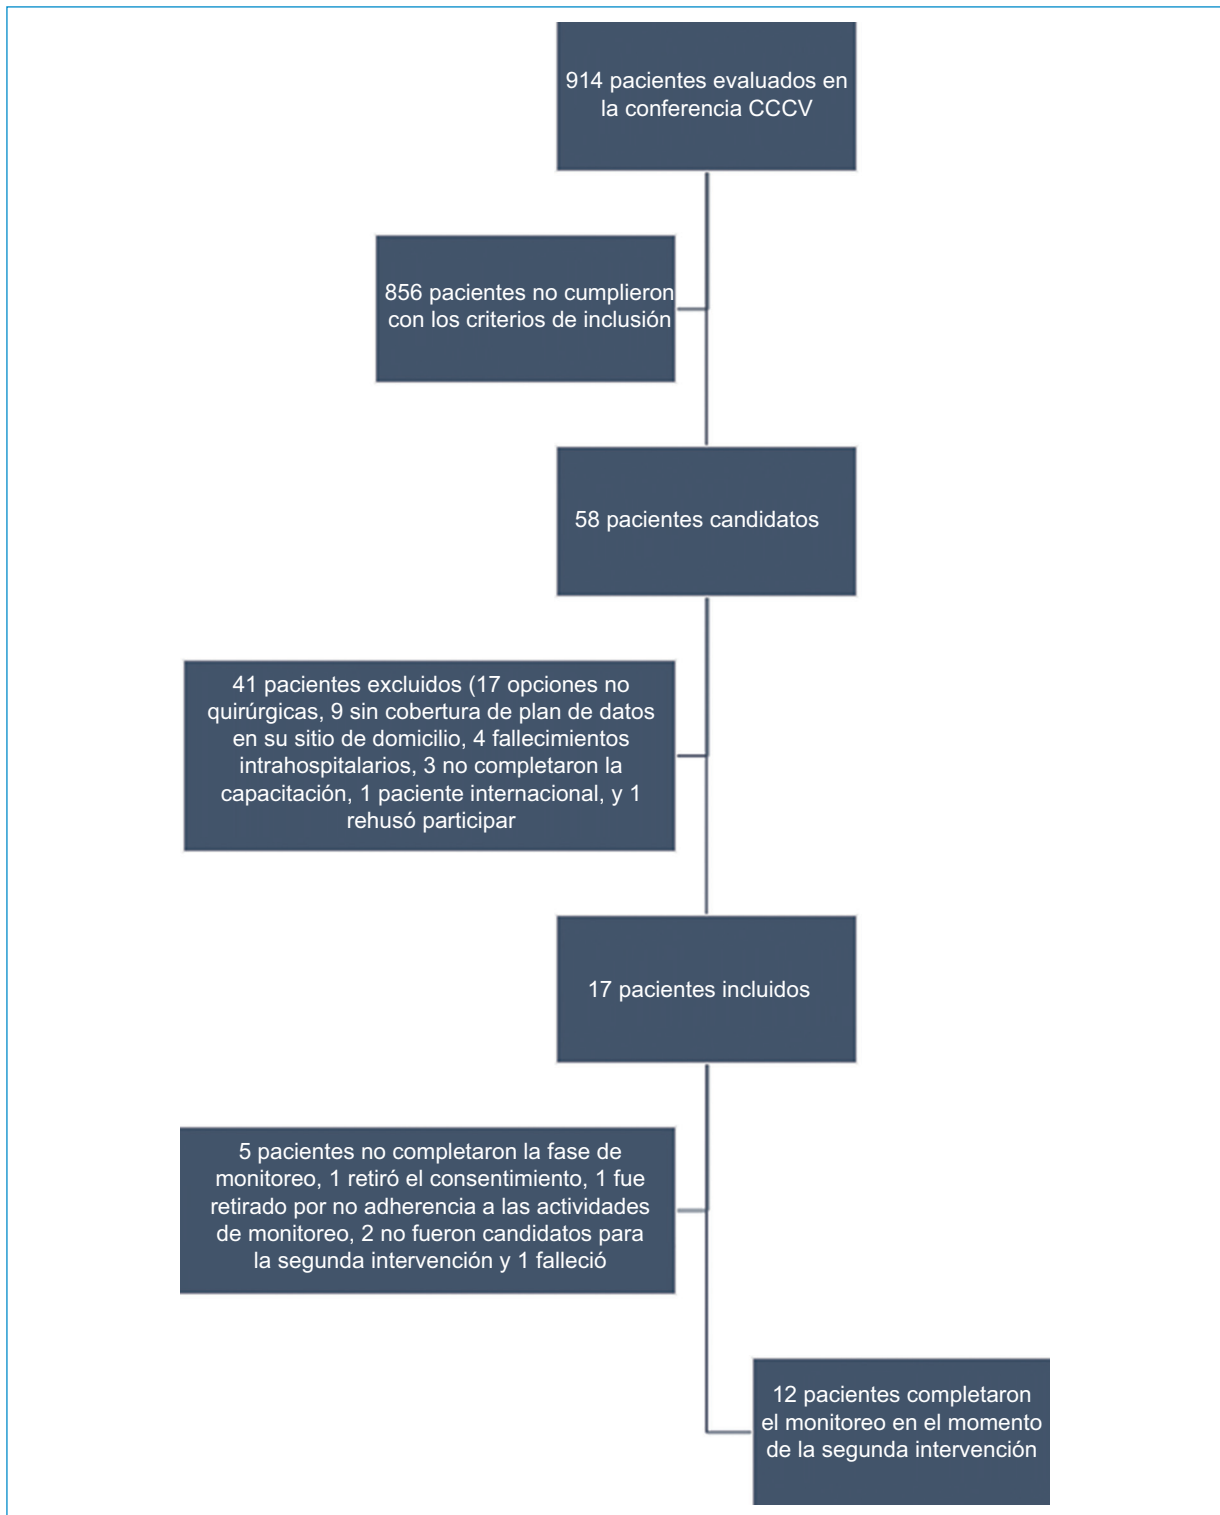 914 pacientes evaluados en
la conferencia CCCV
856 pacientes no cumplieron
con los criterios de inclusión
58 pacientes candidatos
41 pacientes excluidos (17 opciones no
quirúrgicas, 9 sin cobertura de plan de datos
en su sitio de domicilio, 4 fallecimientos
intrahospitalarios, 3 no completaron la
capacitación, 1 paciente internacional, y 1
rehusó participar
17 pacientes incluidos
5 pacientes no completaron la fase de
monitoreo, 1 retiró el consentimiento, 1 fue
retirado por no adherencia a las actividades
de monitoreo, 2 no fueron candidatos para
la segunda intervención y 1 falleció
12 pacientes completaron
el monitoreo en el momento
de la segunda intervención